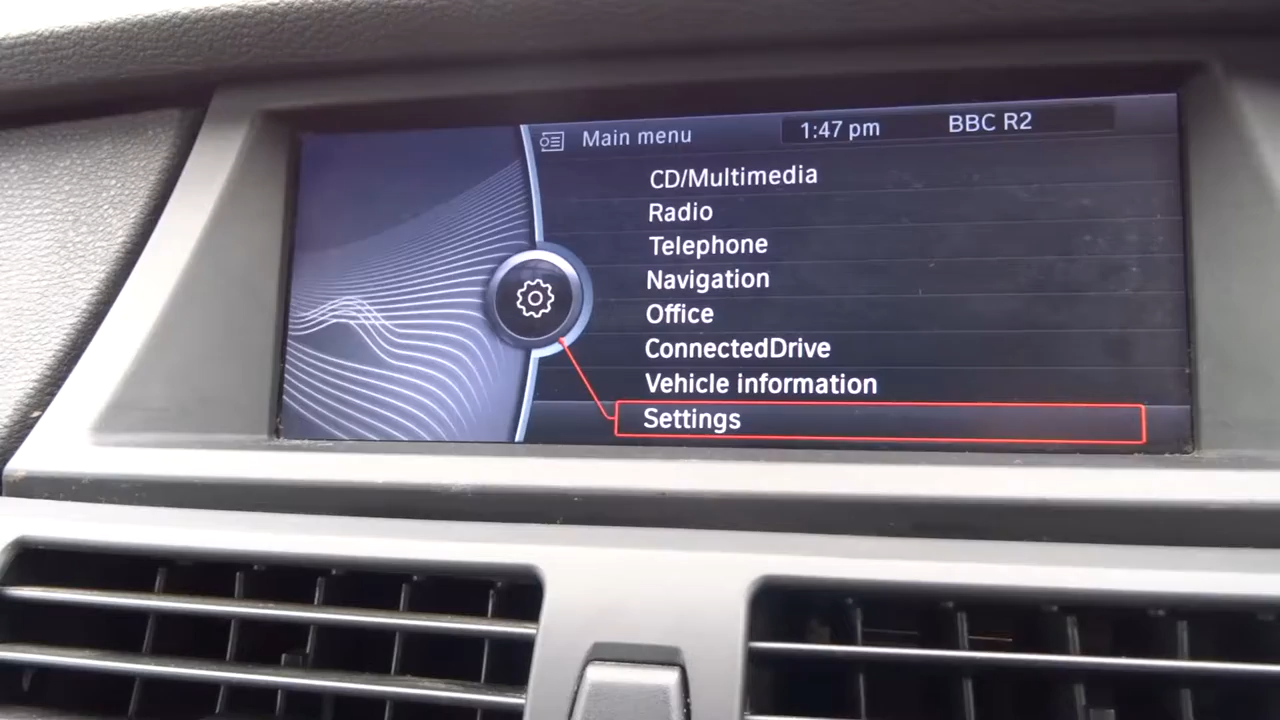 Main menu
1:47 pm
BBC R2
CD/Multimedia
Radio
Telephone
Navigation
Office
ConnectedDrive
Vehicle information
Settings